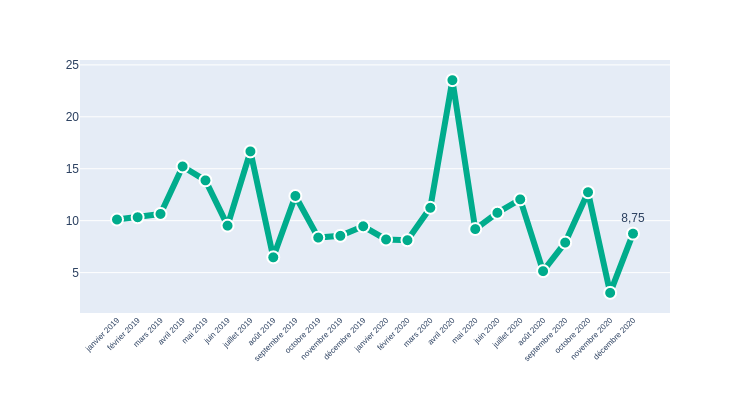 25
20
15
10
5
8,75
janvier 2019
février 2019
mars 2019
avril 2019
mai 2019
juin 2019
juillet 2019
août 2019
septembre 2019
octobre 2019
novembre 2019
décembre 2019
janvier 2020
février 2020
mars 2020
avril 2020
mai 2020
juin 2020
juillet 2020
août 2020
septembre 2020
octobre 2020
novembre 2020
décembre 2020